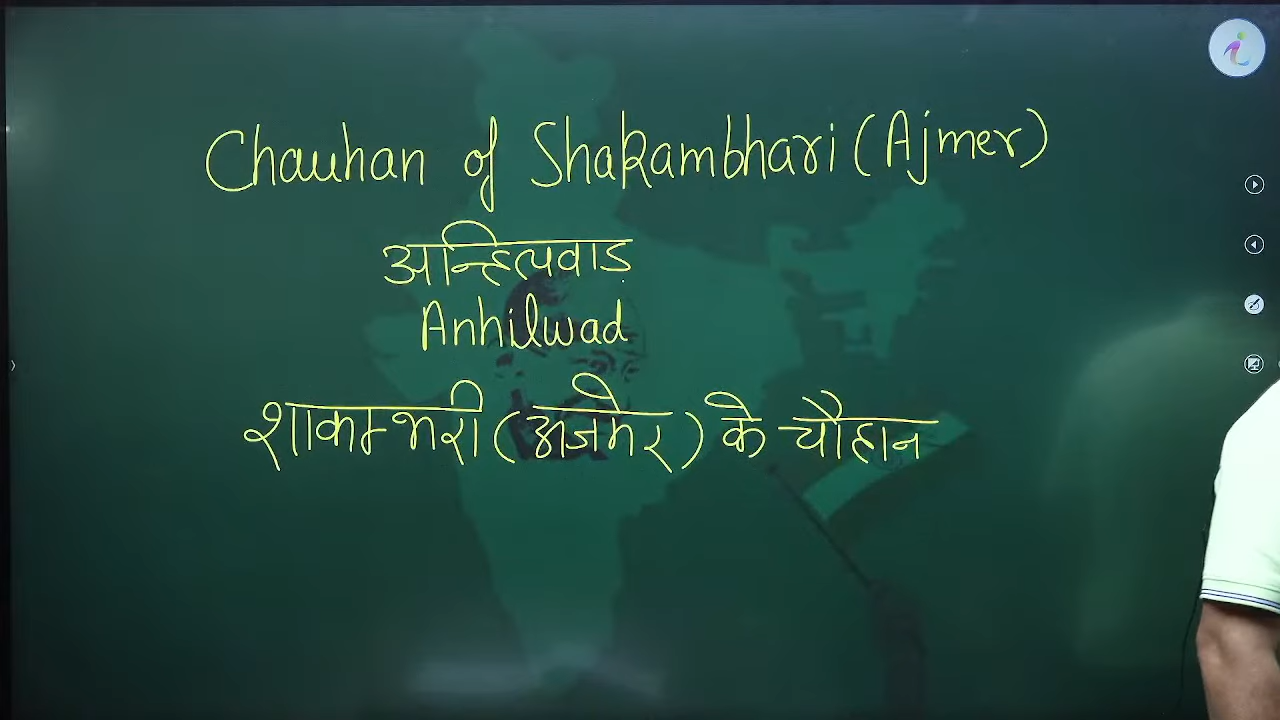 Chauhan of Shakambhari (Ajmer)
अन्हिलवाड़
Anhilwad
शाकम्भरी (अजमेर) के चौहान